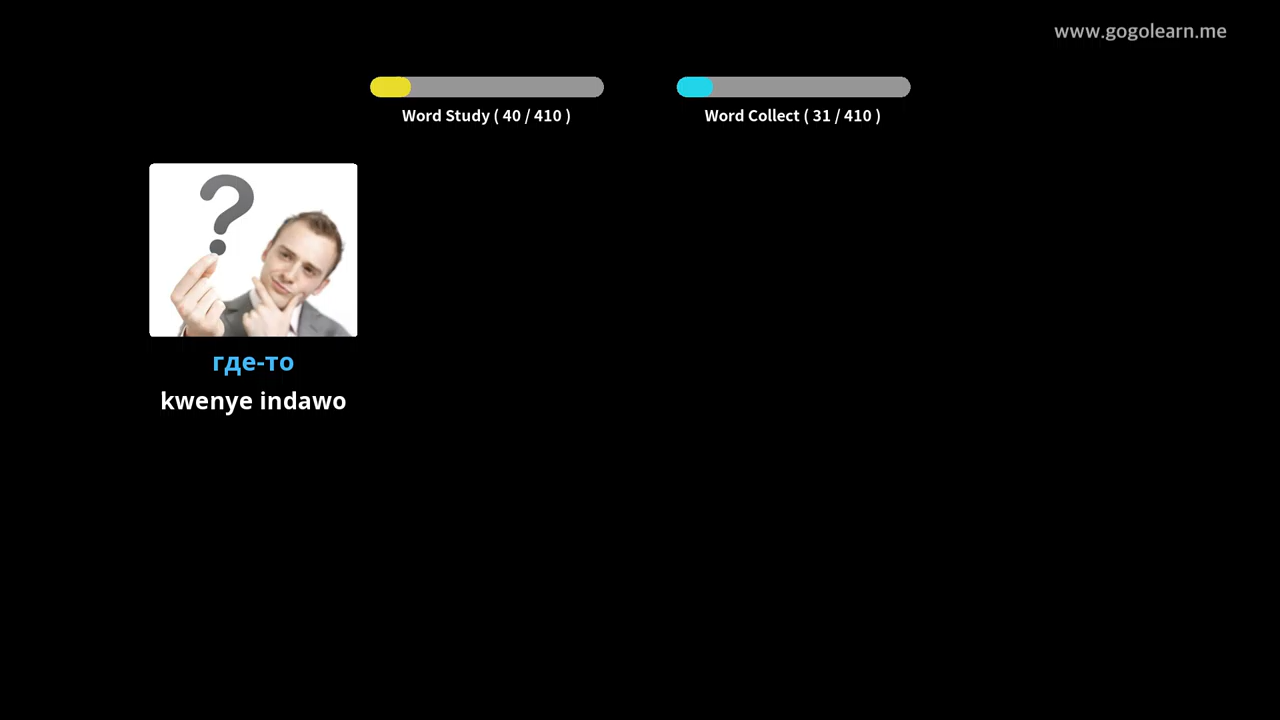 www.gogolearn.me
Word Study ( 40 / 410 )
Word Collect ( 31 / 410 )
?
где-то
kwenye indawo